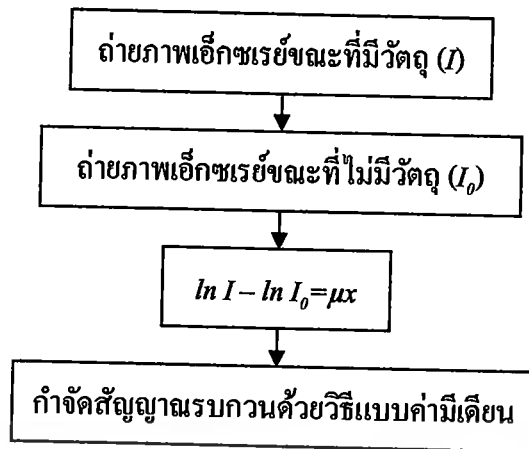 ถ่ายภาพเอ็กซเรย์ขณะที่มีวัตถุ (I)
ถ่ายภาพเอ็กซเรย์ขณะที่ไม่มีวัตถุ (I₀)
ln I – ln I₀=μx
กำจัดสัญญาณรบกวนด้วยวิธีแบบค่ามีเดียน